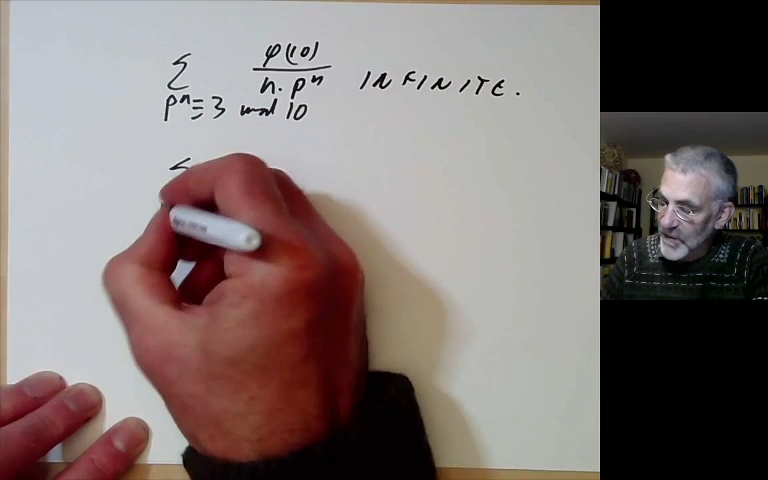 Σ φ(10) / n · pⁿ INFINITE.
pⁿ ≡ 3 mod 10
Σ